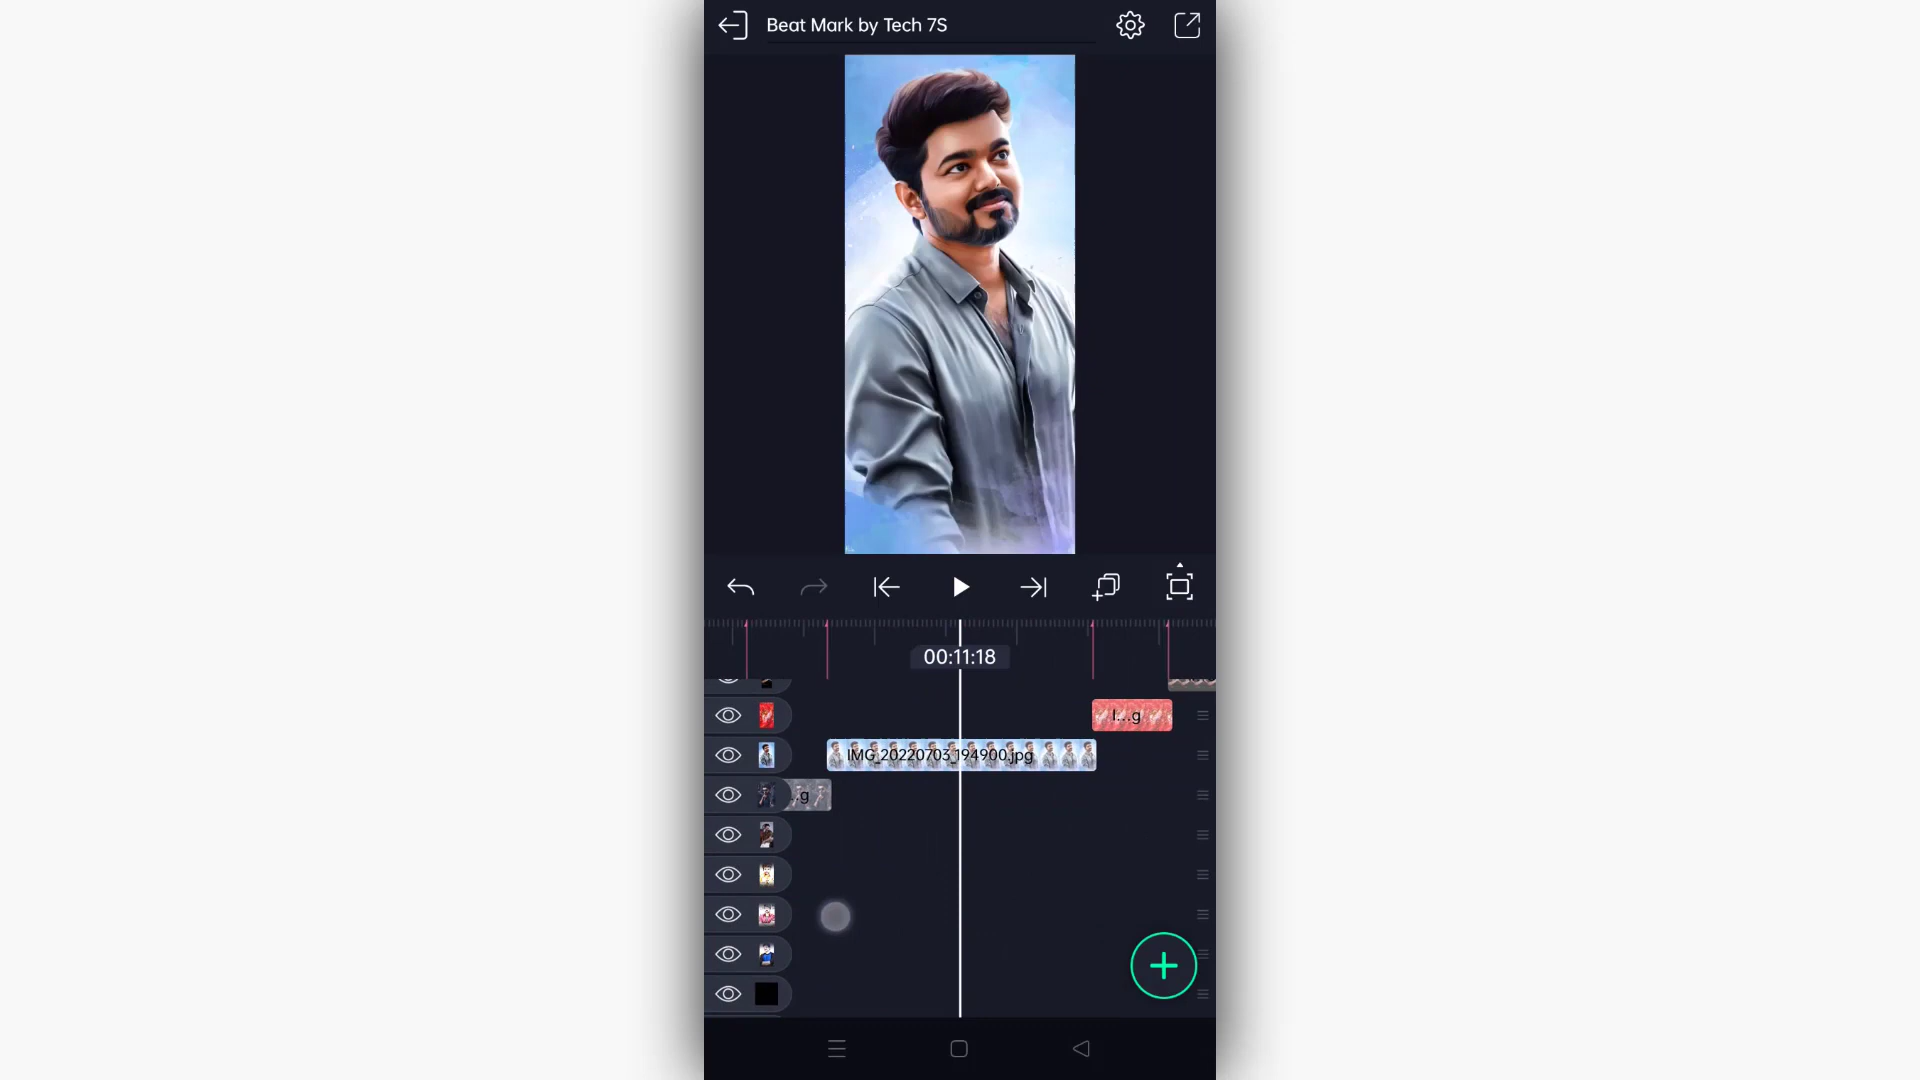 Beat Mark by Tech 7S
00:11:18
I...g
IMG_20220703_194900.jpg
..g